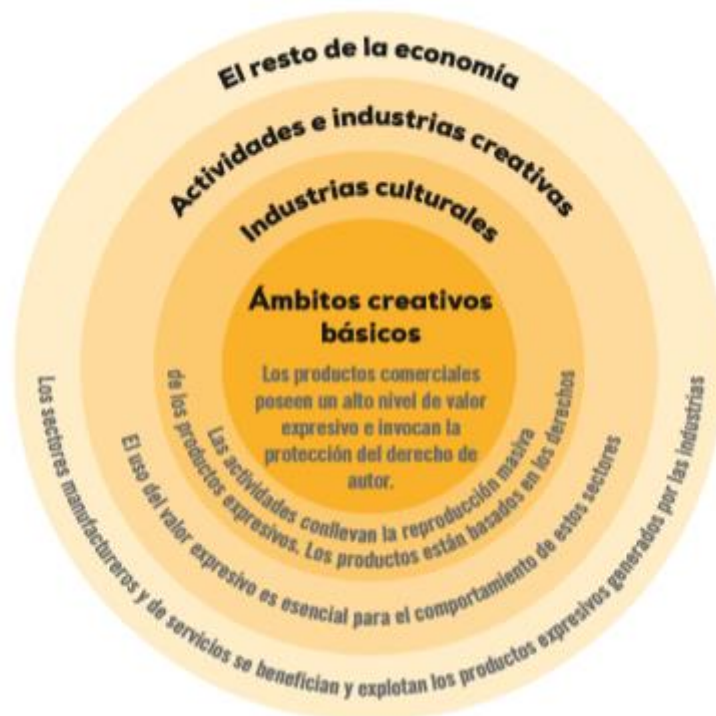 El resto de la economía
Actividades e industrias creativas
Industrias culturales
Ámbitos creativos
básicos
Los productos comerciales
poseen un alto nivel de valor
expresivo e invocan la
protección del derecho de
autor.
Las actividades conllevan la reproducción masiva
de los productos expresivos. Los productos están basados en los derechos
El uso del valor expresivo es esencial para el comportamiento de estos sectores
Los sectores manufactureros y de servicios se benefician y explotan los productos expresivos generados por las industrias